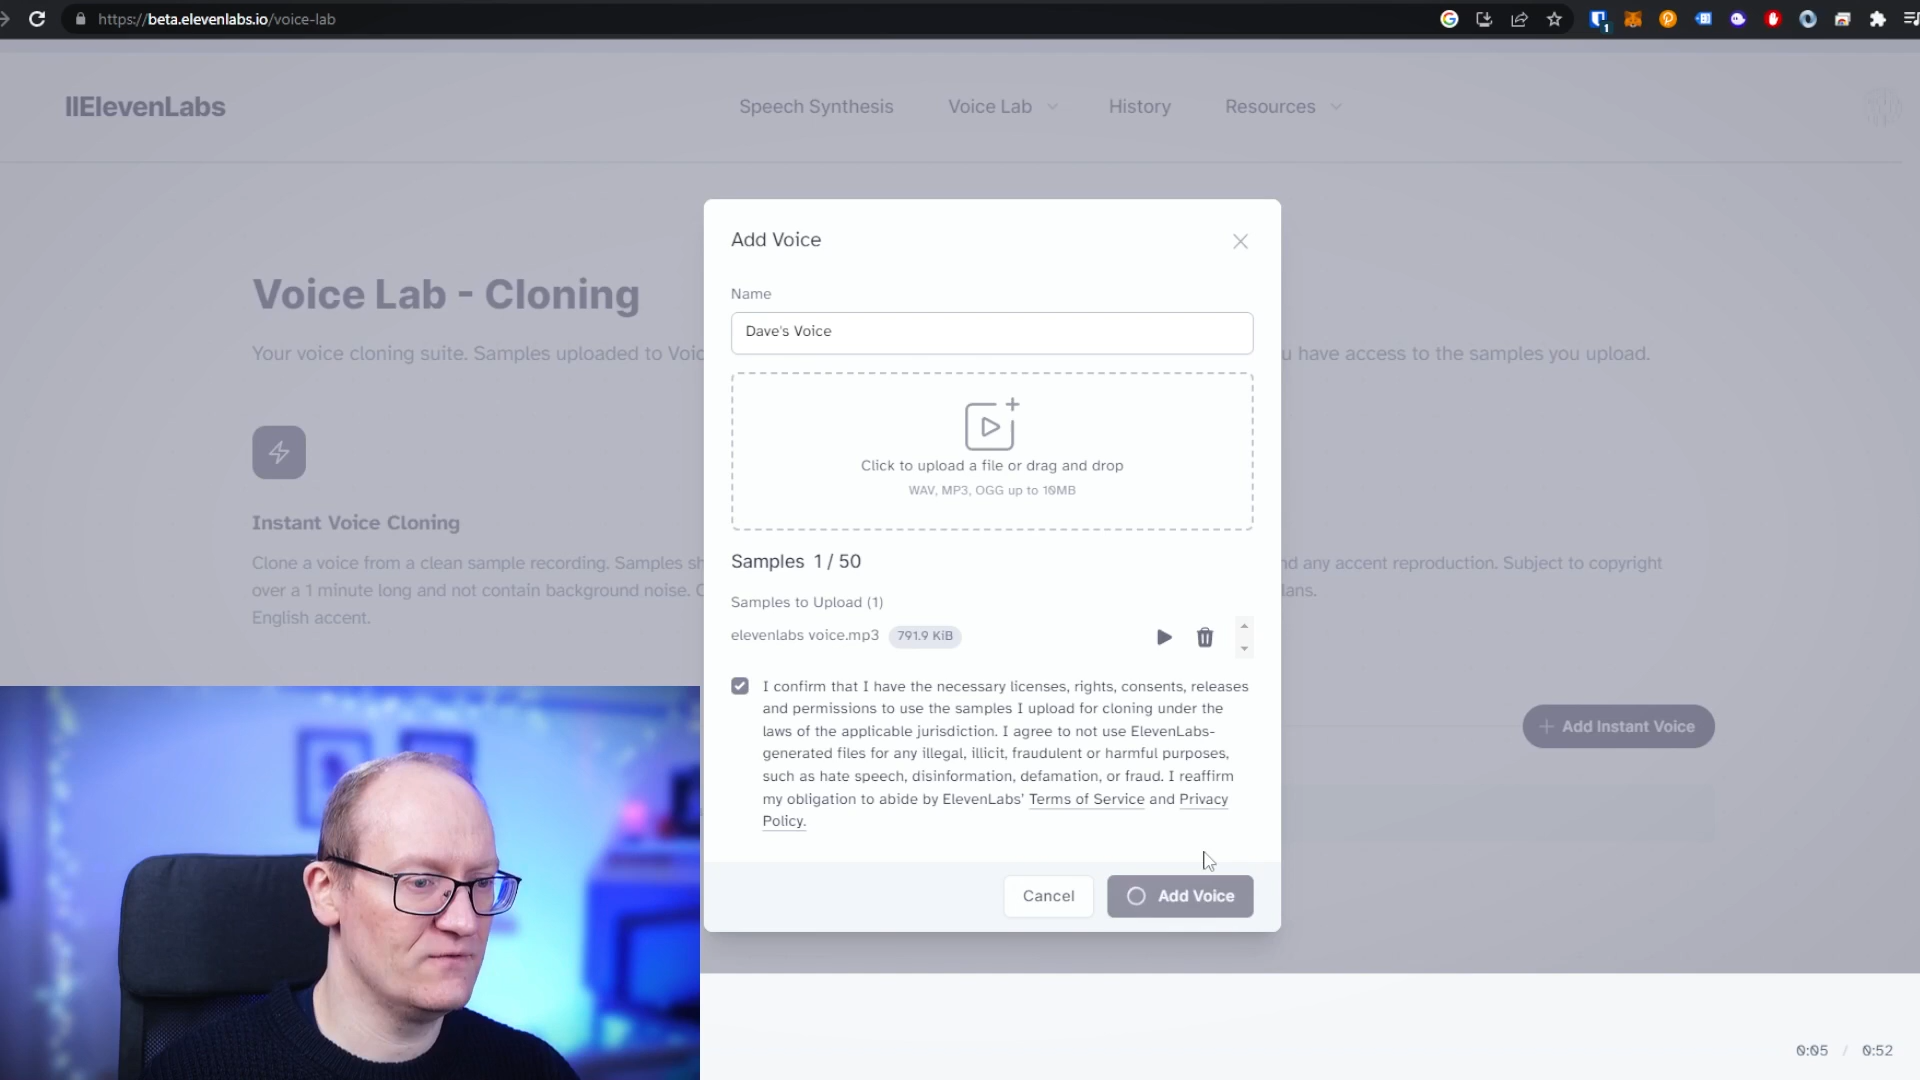 https://beta.elevenlabs.io/voice-lab
1
IIElevenLabs
Speech Synthesis
Voice Lab
History
Resources
Voice Lab - Cloning
Your voice cloning suite. Samples uploaded to Voic
u have access to the samples you upload.
Instant Voice Cloning
Clone a voice from a clean sample recording. Samples sh
over a 1 minute long and not contain background noise. C
English accent.
nd any accent reproduction. Subject to copyright
lans.
+ Add Instant Voice
Add Voice
Name
Dave's Voice
Click to upload a file or drag and drop
WAV, MP3, OGG up to 10MB
Samples 1 / 50
Samples to Upload (1)
elevenlabs voice.mp3 791.9 KiB
I confirm that I have the necessary licenses, rights, consents, releases
and permissions to use the samples I upload for cloning under the
laws of the applicable jurisdiction. I agree to not use ElevenLabs-
generated files for any illegal, illicit, fraudulent or harmful purposes,
such as hate speech, disinformation, defamation, or fraud. I reaffirm
my obligation to abide by ElevenLabs' Terms of Service and Privacy
Policy.
Cancel
Add Voice
0:05 / 0:52